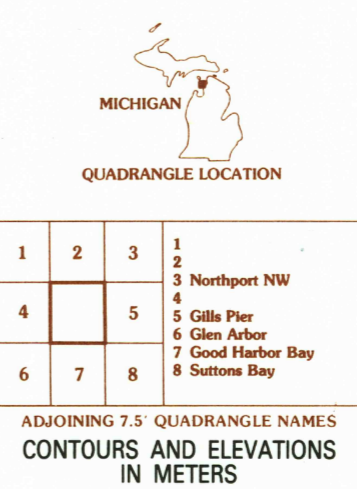 MICHIGAN
QUADRANGLE LOCATION
1 2 3
4 5
6 7 8
1
2
3 Northport NW
4
5 Gills Pier
6 Glen Arbor
7 Good Harbor Bay
8 Suttons Bay
ADJOINING 7.5′ QUADRANGLE NAMES
CONTOURS AND ELEVATIONS
IN METERS